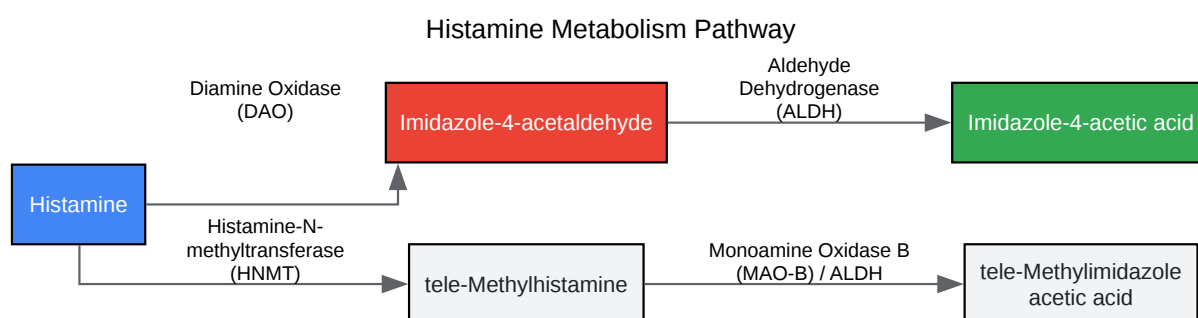 Histamine Metabolism Pathway
Diamine Oxidase
(DAO)
Imidazole-4-acetaldehyde
Aldehyde
Dehydrogenase
(ALDH)
Imidazole-4-acetic acid
Histamine
Histamine-N-
methyltransferase
(HNMT)
tele-Methylhistamine
Monoamine Oxidase B
(MAO-B) / ALDH
tele-Methylimidazole
acetic acid